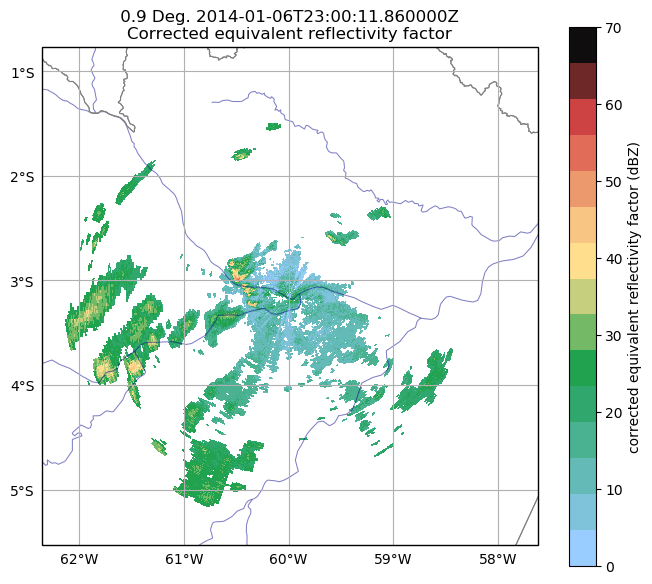 0.9 Deg. 2014-01-06T23:00:11.860000Z
Corrected equivalent reflectivity factor
1°S
2°S
3°S
4°S
5°S
62°W
61°W
60°W
59°W
58°W
70
60
50
40
30
20
10
0
corrected equivalent reflectivity factor (dBZ)